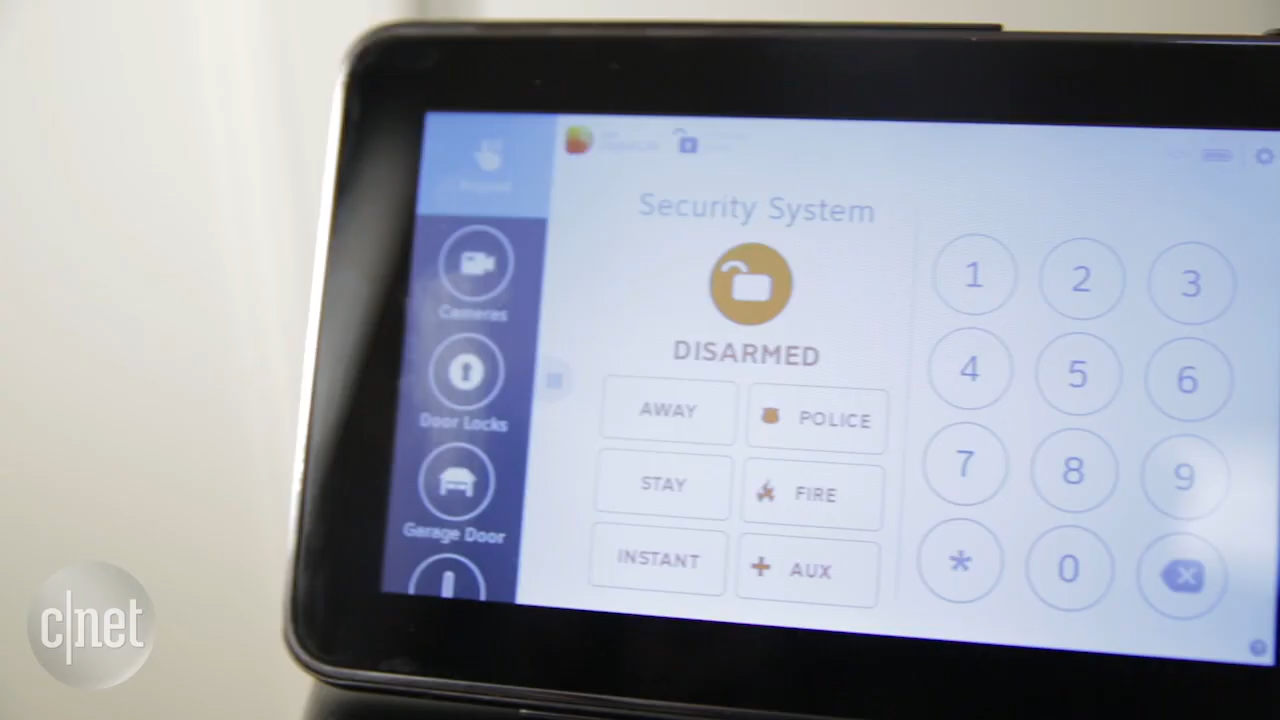 Security System
DISARMED
AWAY
POLICE
STAY
FIRE
INSTANT
AUX
Cameras
Door Locks
Garage Door
1 2 3
4 5 6
7 8 9
* 0
c|net